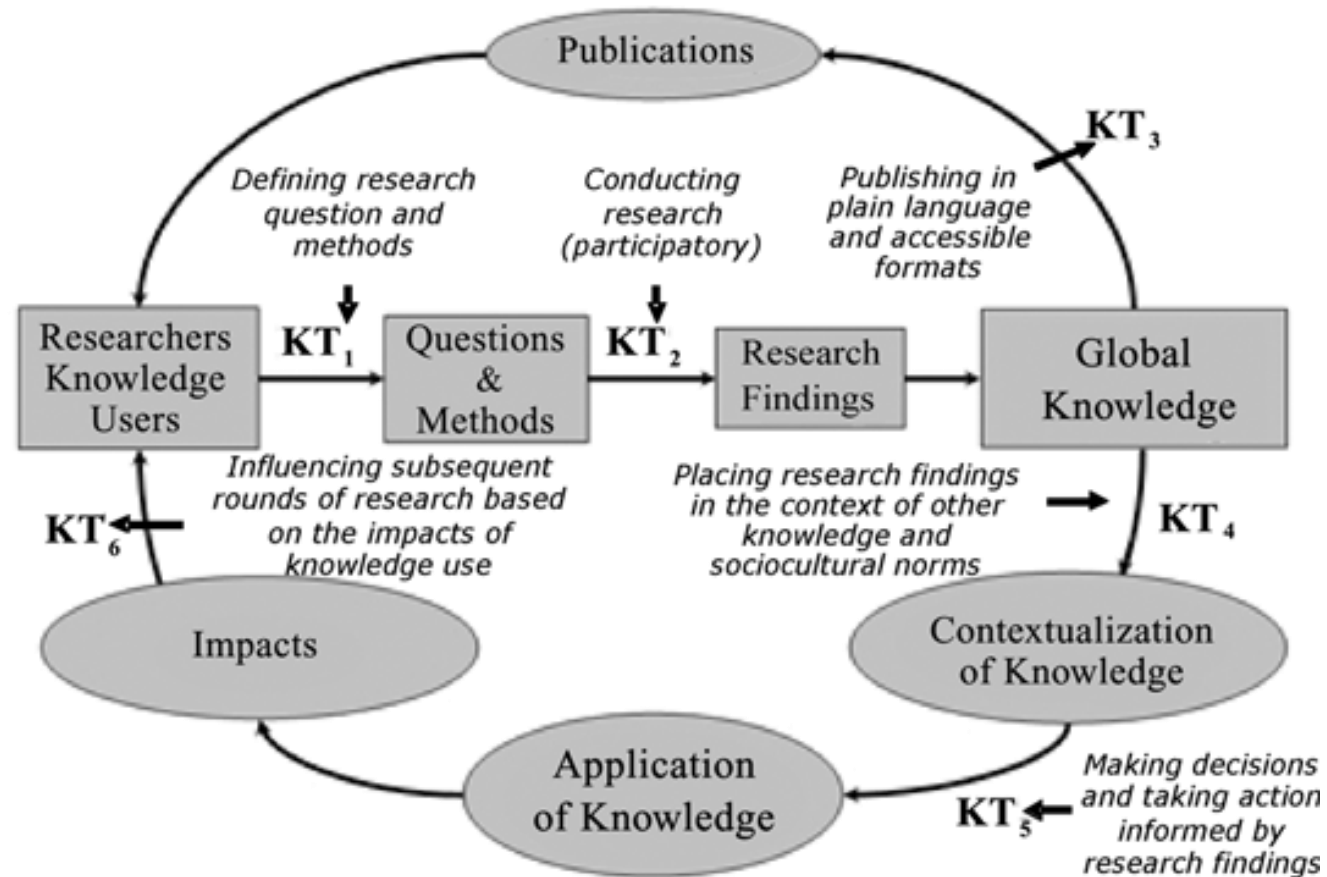 Publications
KT3
Defining research
question and
methods
Conducting
research
(participatory)
Publishing in
plain language
and accessible
formats
Researchers
Knowledge
Users
KT1
Questions
&
Methods
KT2
Research
Findings
Global
Knowledge
Influencing subsequent
rounds of research based
on the impacts of
knowledge use
KT6
Placing research findings
in the context of other
knowledge and
sociocultural norms
KT4
Impacts
Contextualization
of Knowledge
Application
of Knowledge
KT5
Making decisions
and taking action
informed by
research findings